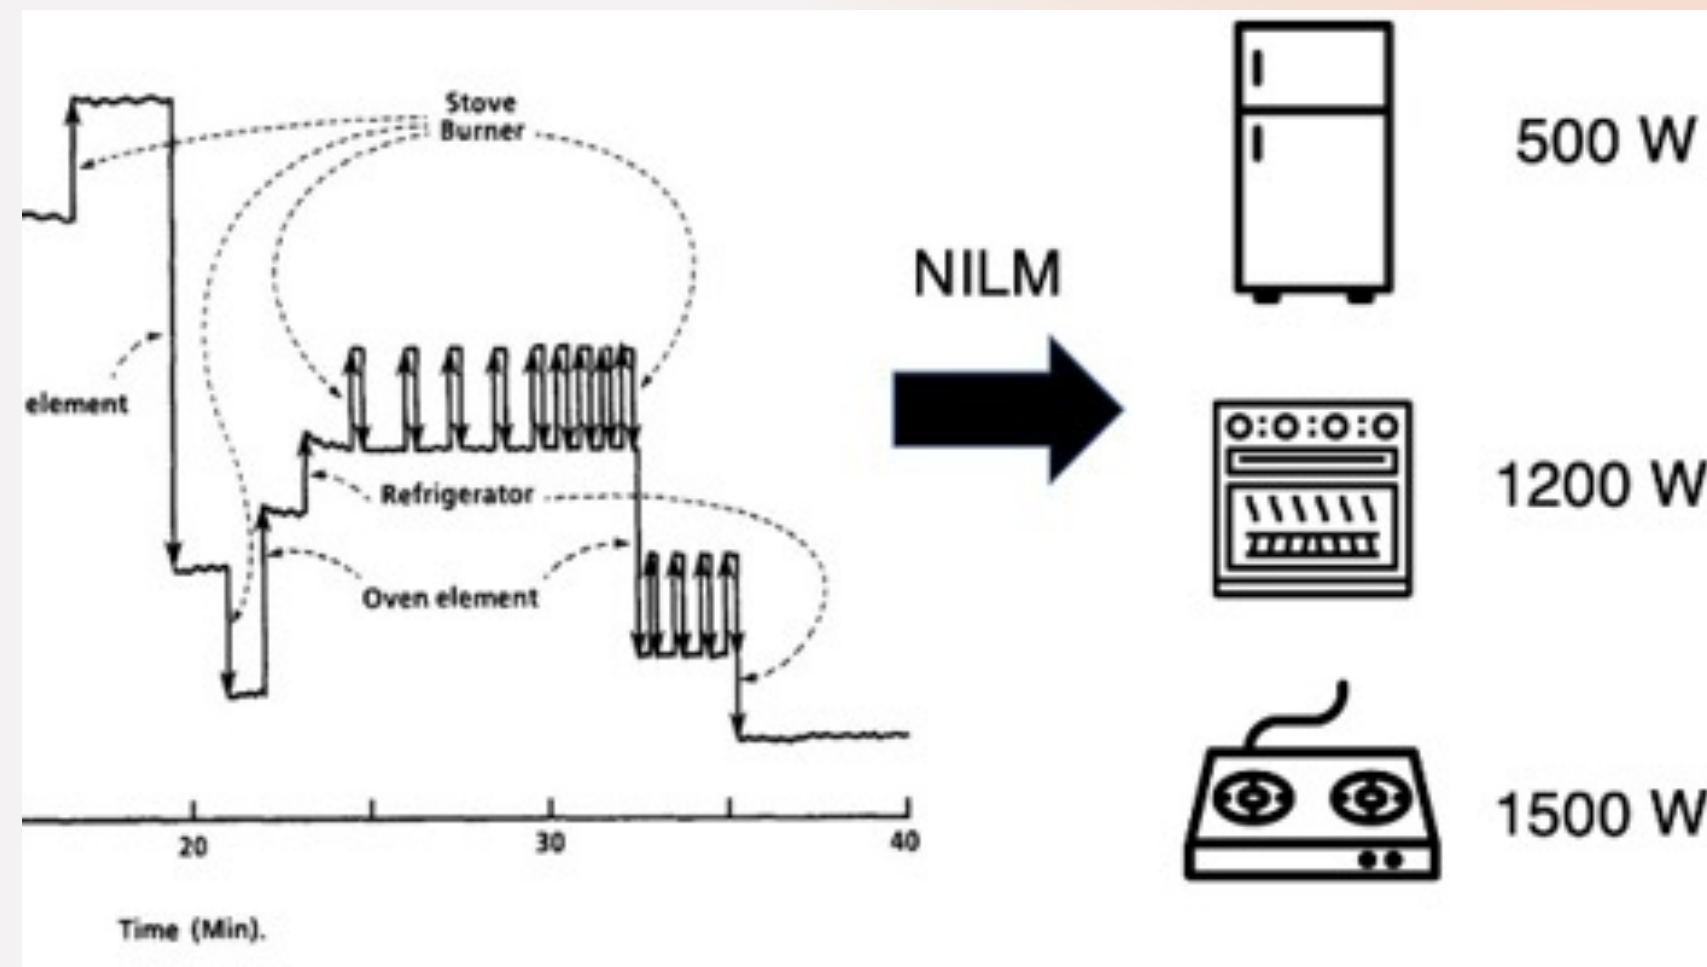 Stove
Burner
element
Refrigerator
Oven element
20
30
40
Time (Min).
NILM
500 W
1200 W
1500 W